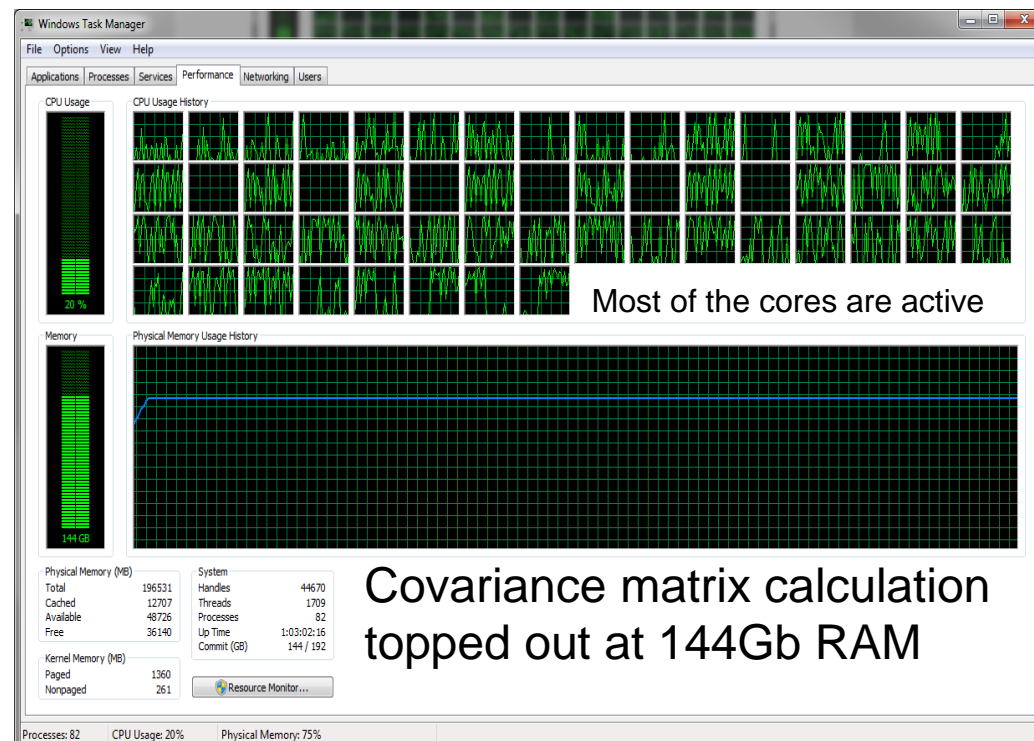 Windows Task Manager
File Options View Help
Applications Processes Services Performance Networking Users
CPU Usage CPU Usage History
20 %
Most of the cores are active
Memory Physical Memory Usage History
144 GB
Physical Memory (MB)
Total 196531
Cached 12707
Available 48726
Free 36140
Kernel Memory (MB)
Paged 1360
Nonpaged 261
System
Handles 44670
Threads 1709
Processes 82
Up Time 1:03:02:16
Commit (GB) 144 / 192
Resource Monitor...
Covariance matrix calculation
topped out at 144Gb RAM
Processes: 82 CPU Usage: 20% Physical Memory: 75%